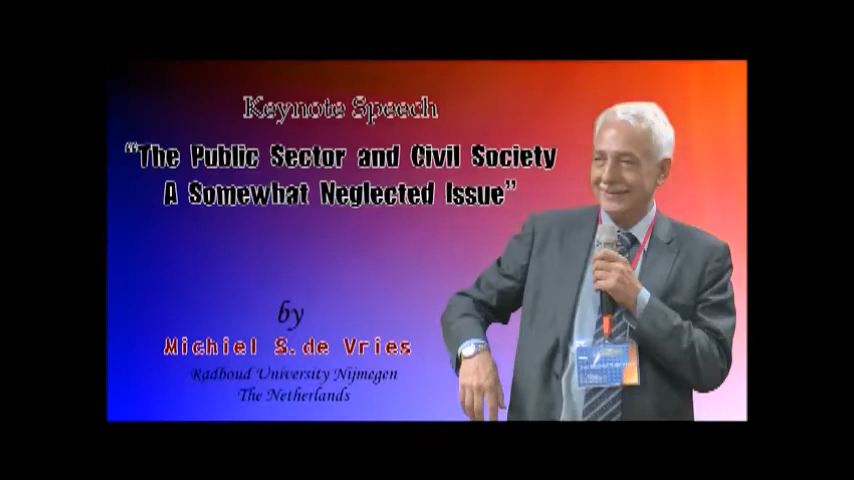 Keynote Speech
“The Public Sector and Civil Society
A Somewhat Neglected Issue”
by
Michiel S. de Vries
Radboud University Nijmegen
The Netherlands